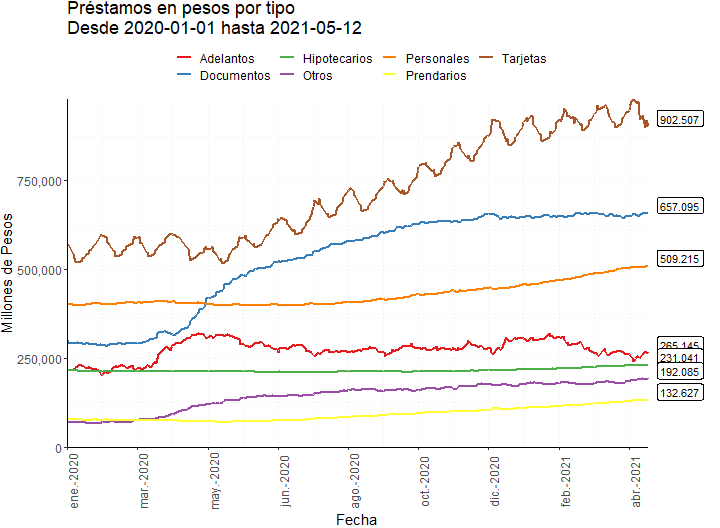 Préstamos en pesos por tipo
Desde 2020-01-01 hasta 2021-05-12
Adelantos Hipotecarios Personales Tarjetas
Documentos Otros Prendarios
Millones de Pesos
750,000
500,000
250,000
0
902.507
657.095
509.215
265.145
231.041
192.085
132.627
ene.-2020 mar.-2020 may.-2020 jun.-2020 ago.-2020 oct.-2020 dic.-2020 feb.-2021 abr.-2021
Fecha